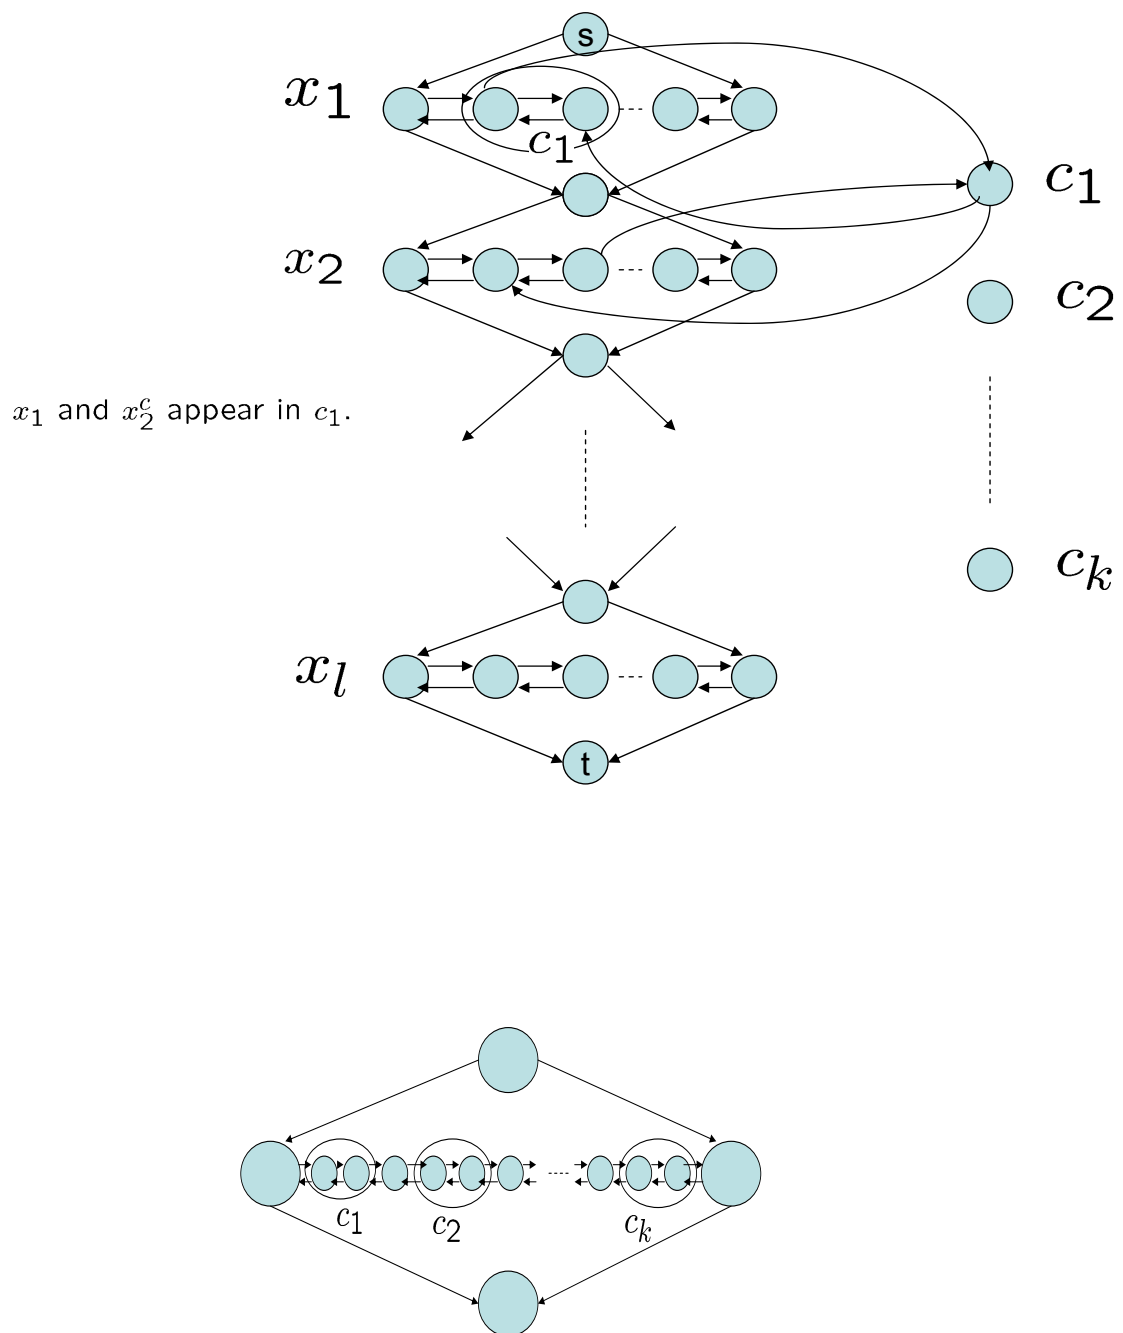 s
x₁
c₁
c₁
x₂
c₂
x₁ and x₂ᶜ appear in c₁.
cₖ
xₗ
t
c₁ c₂ cₖ